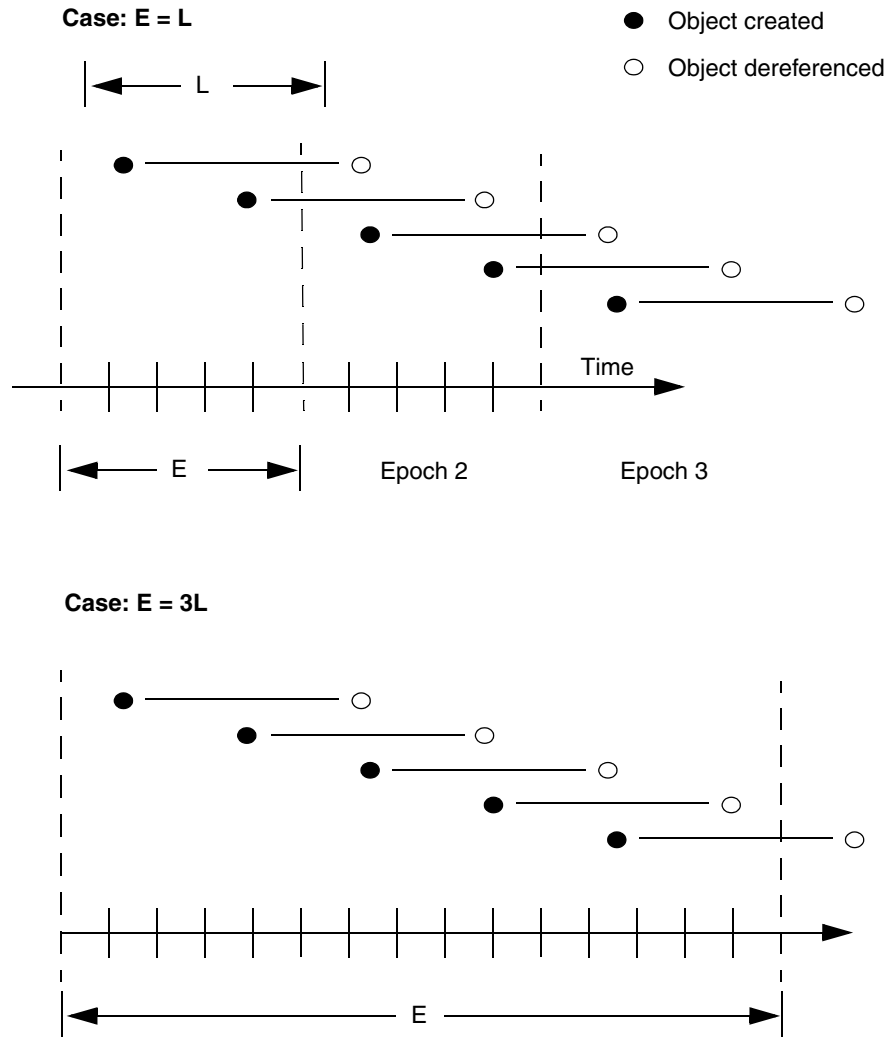 Case: E = L
Object created
Object dereferenced
L
Time
E
Epoch 2
Epoch 3
Case: E = 3L
E